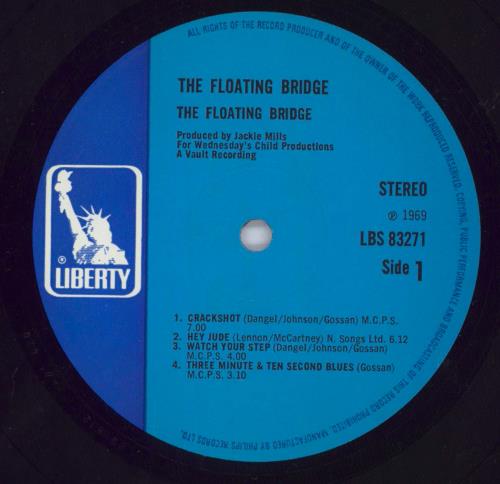 ALL RIGHTS OF THE RECORD PRODUCER AND OF THE OWNER OF THE WORK REPRODUCED RESERVED. COPYING, PUBLIC PERFORMANCE AND BROADCASTING OF THIS RECORD PROHIBITED. MANUFACTURED BY PHILIPS RECORDS LTD.
THE FLOATING BRIDGE
THE FLOATING BRIDGE
Produced by Jackie Mills
For Wednesday's Child Productions
A Vault Recording
STEREO
℗ 1969
LBS 83271
Side 1
® LIBERTY
1. CRACKSHOT (Dangel/Johnson/Gossan) M.C.P.S.
7.00
2. HEY JUDE (Lennon/McCartney) N. Songs Ltd. 6.12
3. WATCH YOUR STEP (Dangel/Johnson/Gossan)
M.C.P.S. 4.00
4. THREE MINUTE & TEN SECOND BLUES (Gossan)
M.C.P.S. 3.10